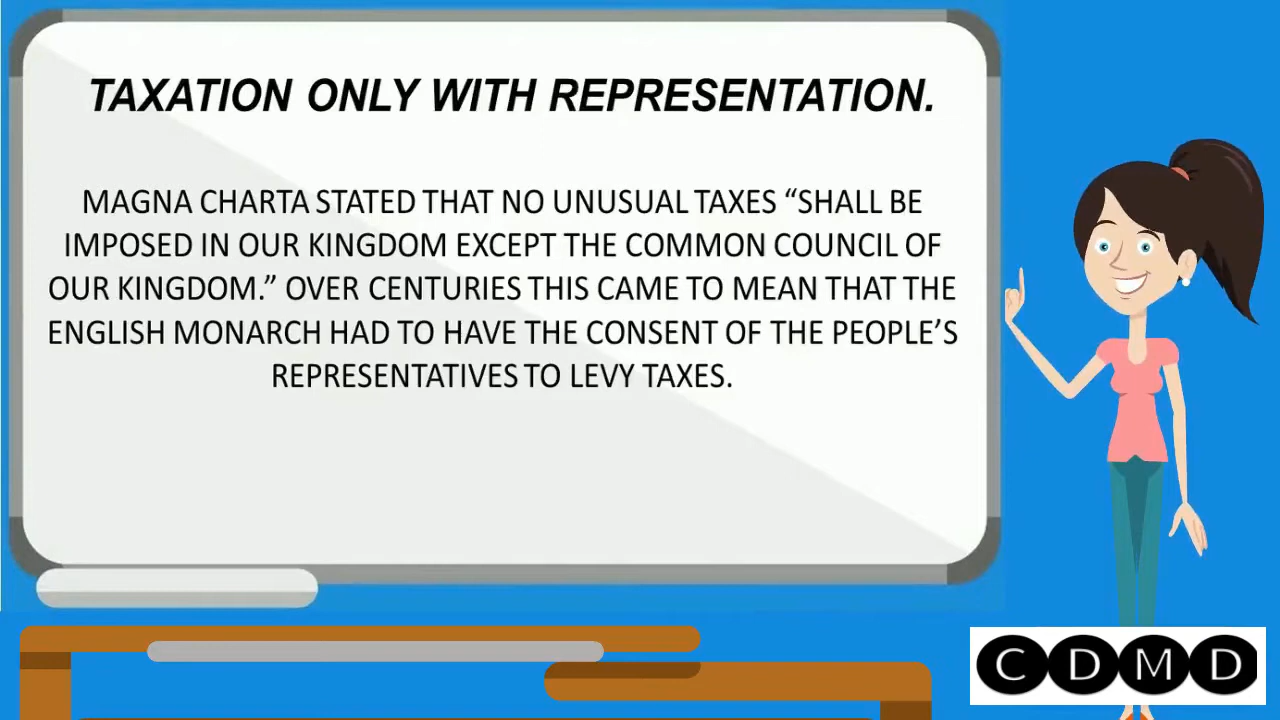 TAXATION ONLY WITH REPRESENTATION.
MAGNA CHARTA STATED THAT NO UNUSUAL TAXES “SHALL BE
IMPOSED IN OUR KINGDOM EXCEPT THE COMMON COUNCIL OF
OUR KINGDOM.” OVER CENTURIES THIS CAME TO MEAN THAT THE
ENGLISH MONARCH HAD TO HAVE THE CONSENT OF THE PEOPLE’S
REPRESENTATIVES TO LEVY TAXES.
CDMD